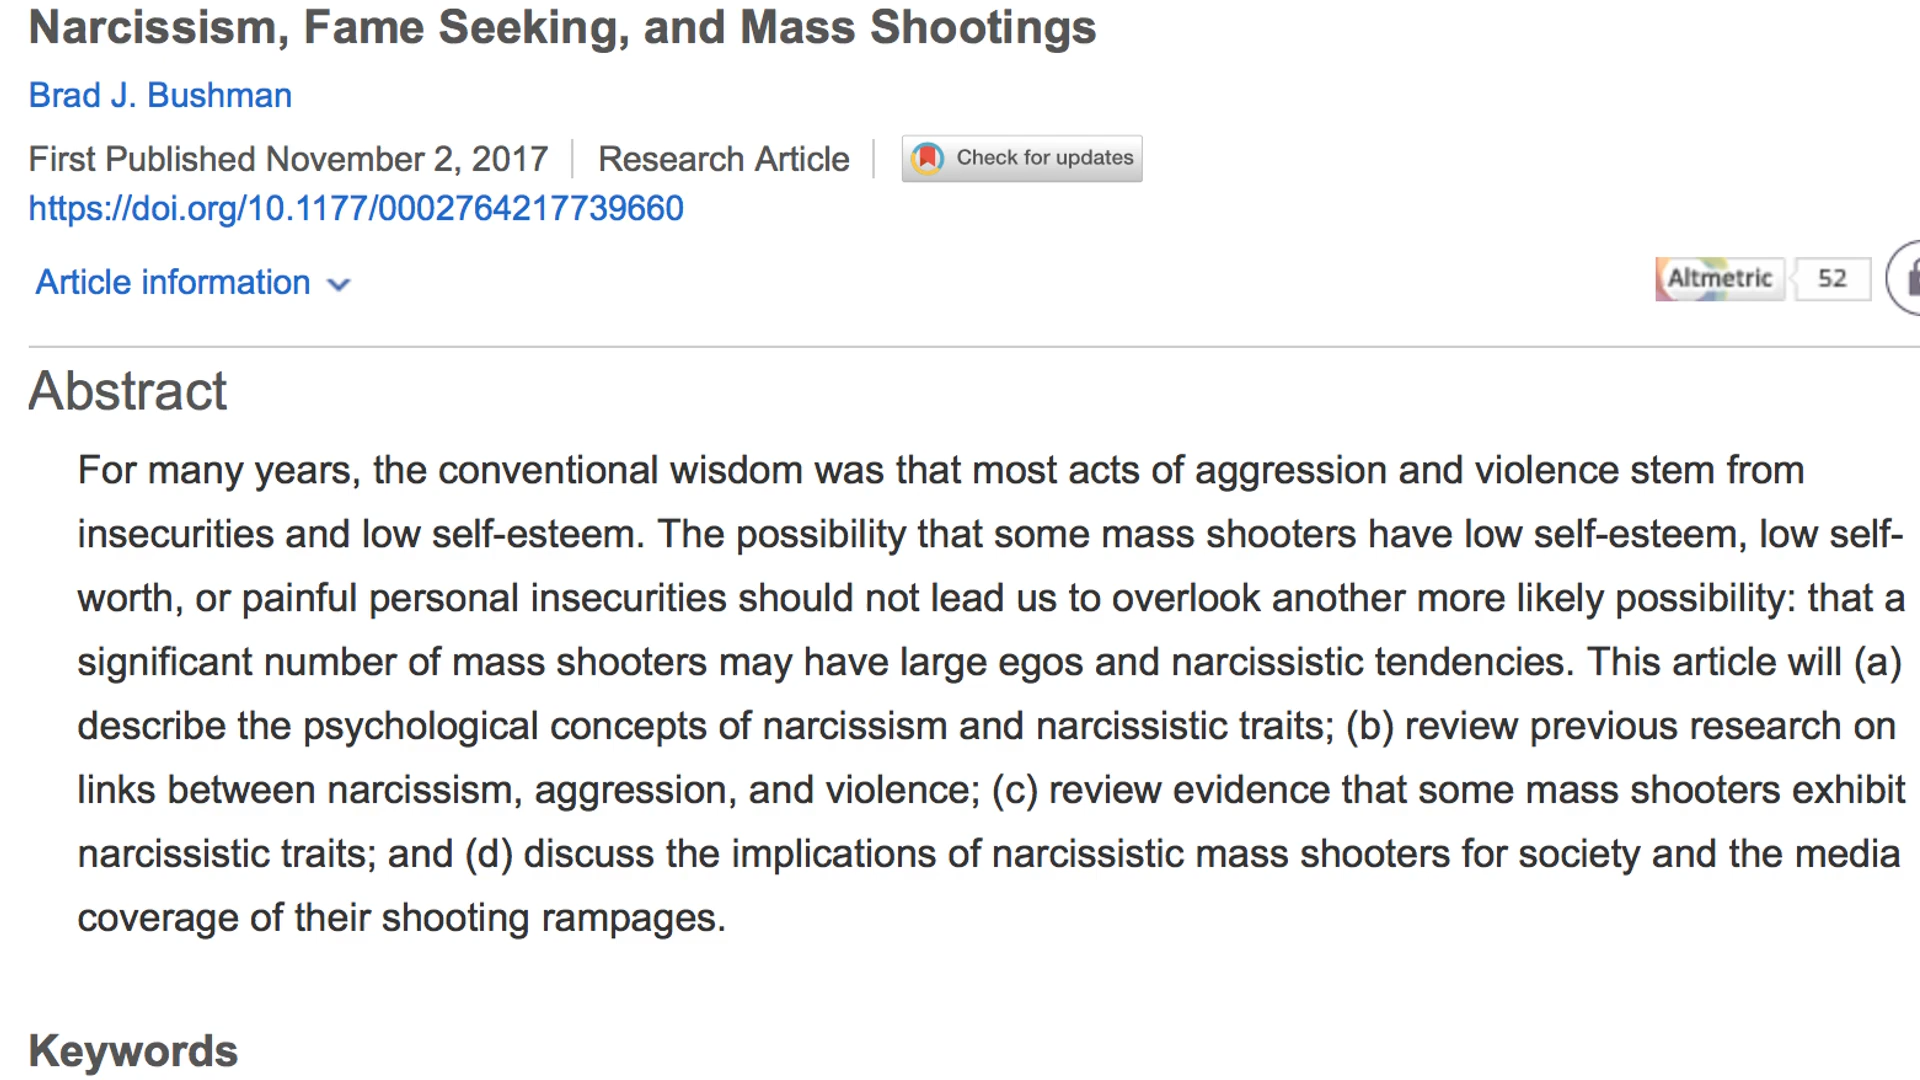 Narcissism, Fame Seeking, and Mass Shootings
Brad J. Bushman
First Published November 2, 2017 | Research Article | Check for updates
https://doi.org/10.1177/0002764217739660
Article information
Altmetric 52
Abstract
For many years, the conventional wisdom was that most acts of aggression and violence stem from
insecurities and low self-esteem. The possibility that some mass shooters have low self-esteem, low self-
worth, or painful personal insecurities should not lead us to overlook another more likely possibility: that a
significant number of mass shooters may have large egos and narcissistic tendencies. This article will (a)
describe the psychological concepts of narcissism and narcissistic traits; (b) review previous research on
links between narcissism, aggression, and violence; (c) review evidence that some mass shooters exhibit
narcissistic traits; and (d) discuss the implications of narcissistic mass shooters for society and the media
coverage of their shooting rampages.
Keywords